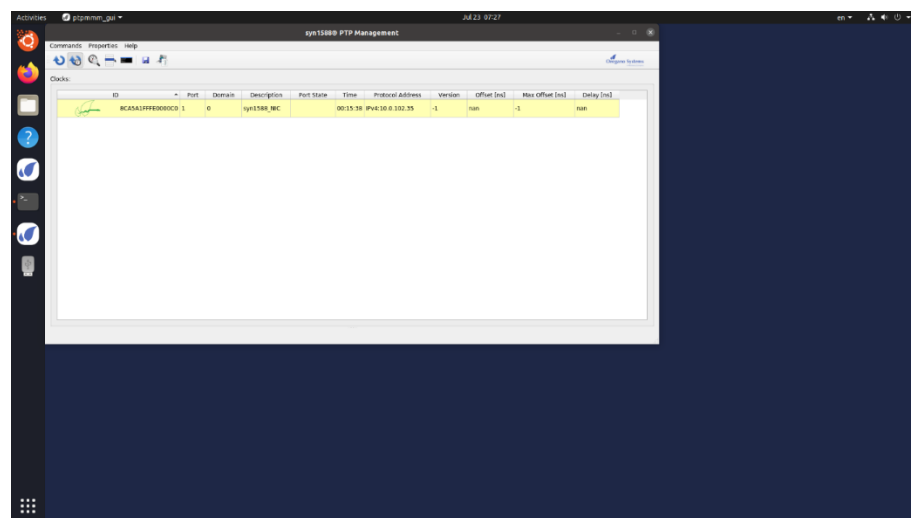 Activities ptpmmm_gui Jul 23 07:27 en
syn1588® PTP Management
Commands Properties Help
Oregano Systems
Clocks:
ID Port Domain Description Port State Time Protocol Address Version Offset [ns] Max Offset [ns] Delay [ns]
1 0 syn1588_NIC 00:15:38 IPv4:10.0.102.35 -1 nan -1 nan